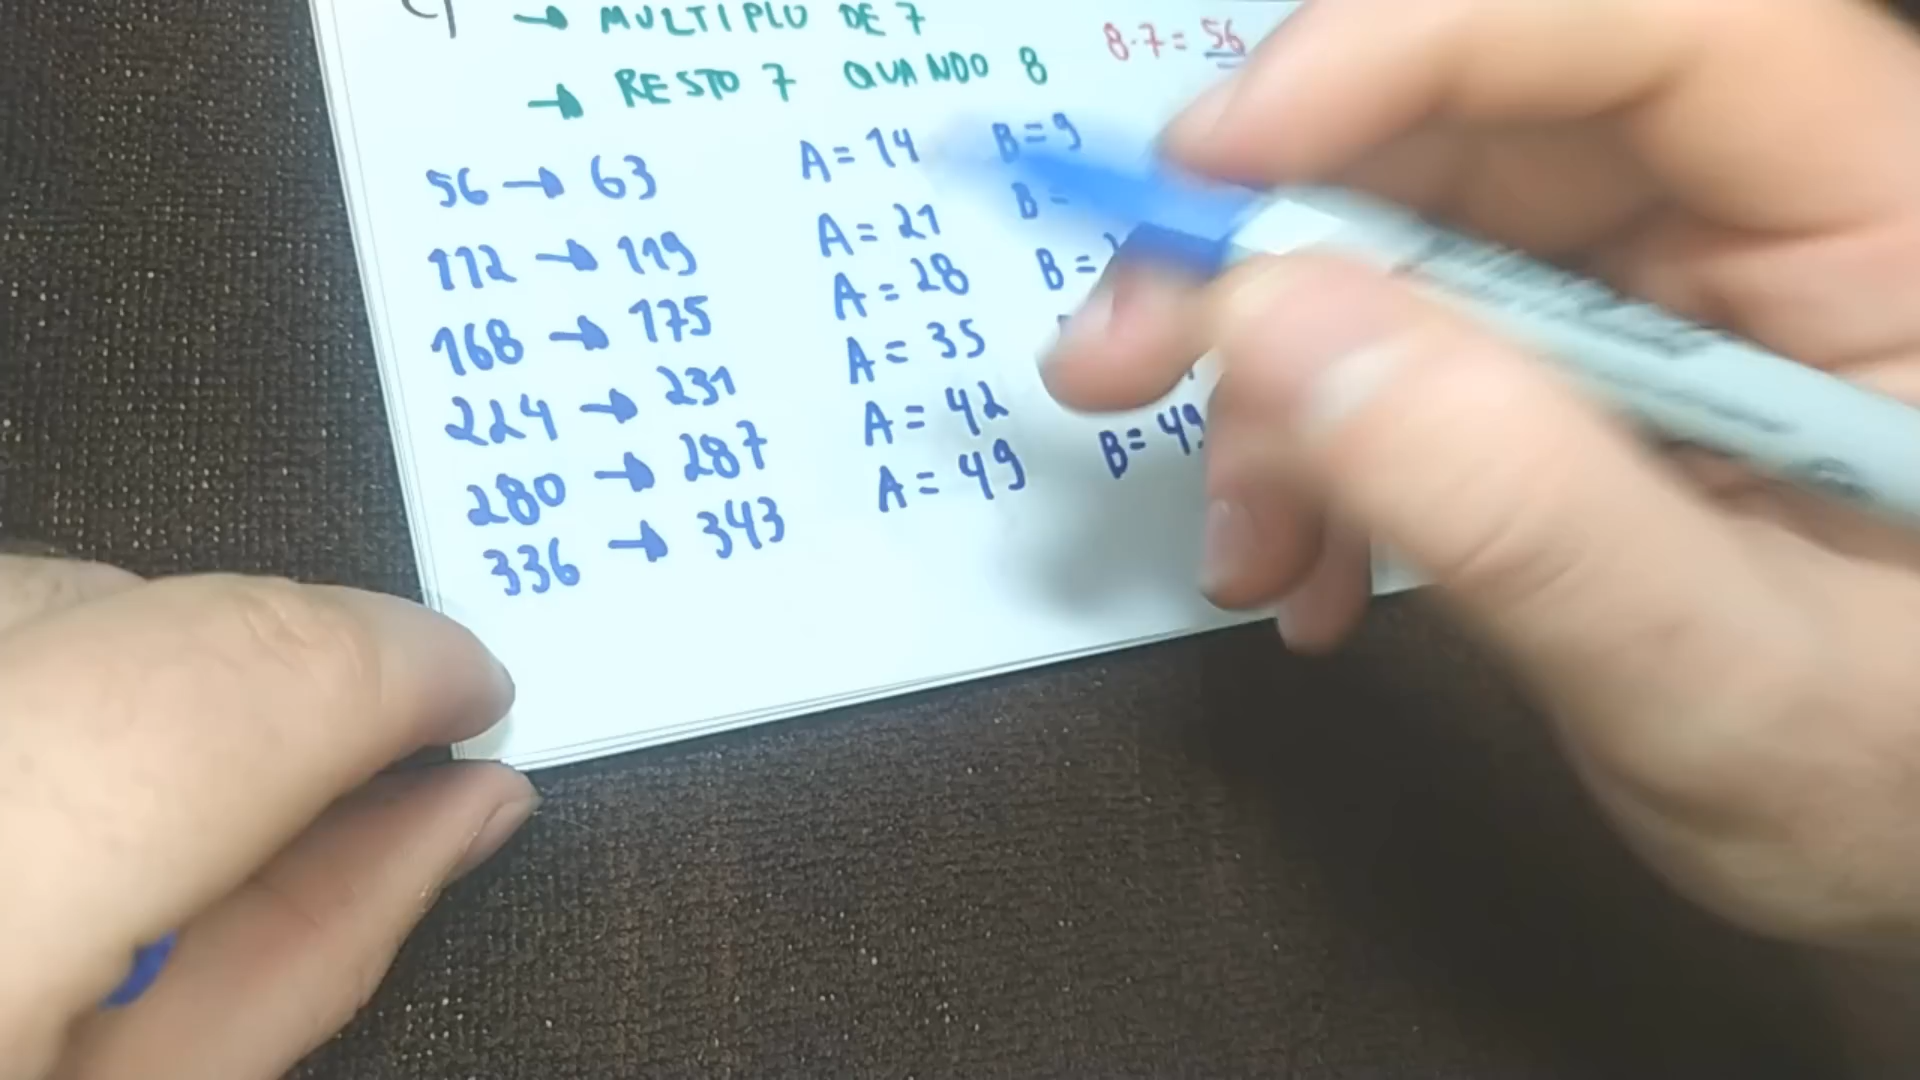 → MULTIPLO DE 7
→ RESTO 7 QUANDO 8
8·7 = 56
56 → 63
112 → 119
168 → 175
224 → 231
280 → 287
336 → 343
A = 14 B = 9
A = 21 B =
A = 28 B =
A = 35
A = 42
A = 49 B = 49